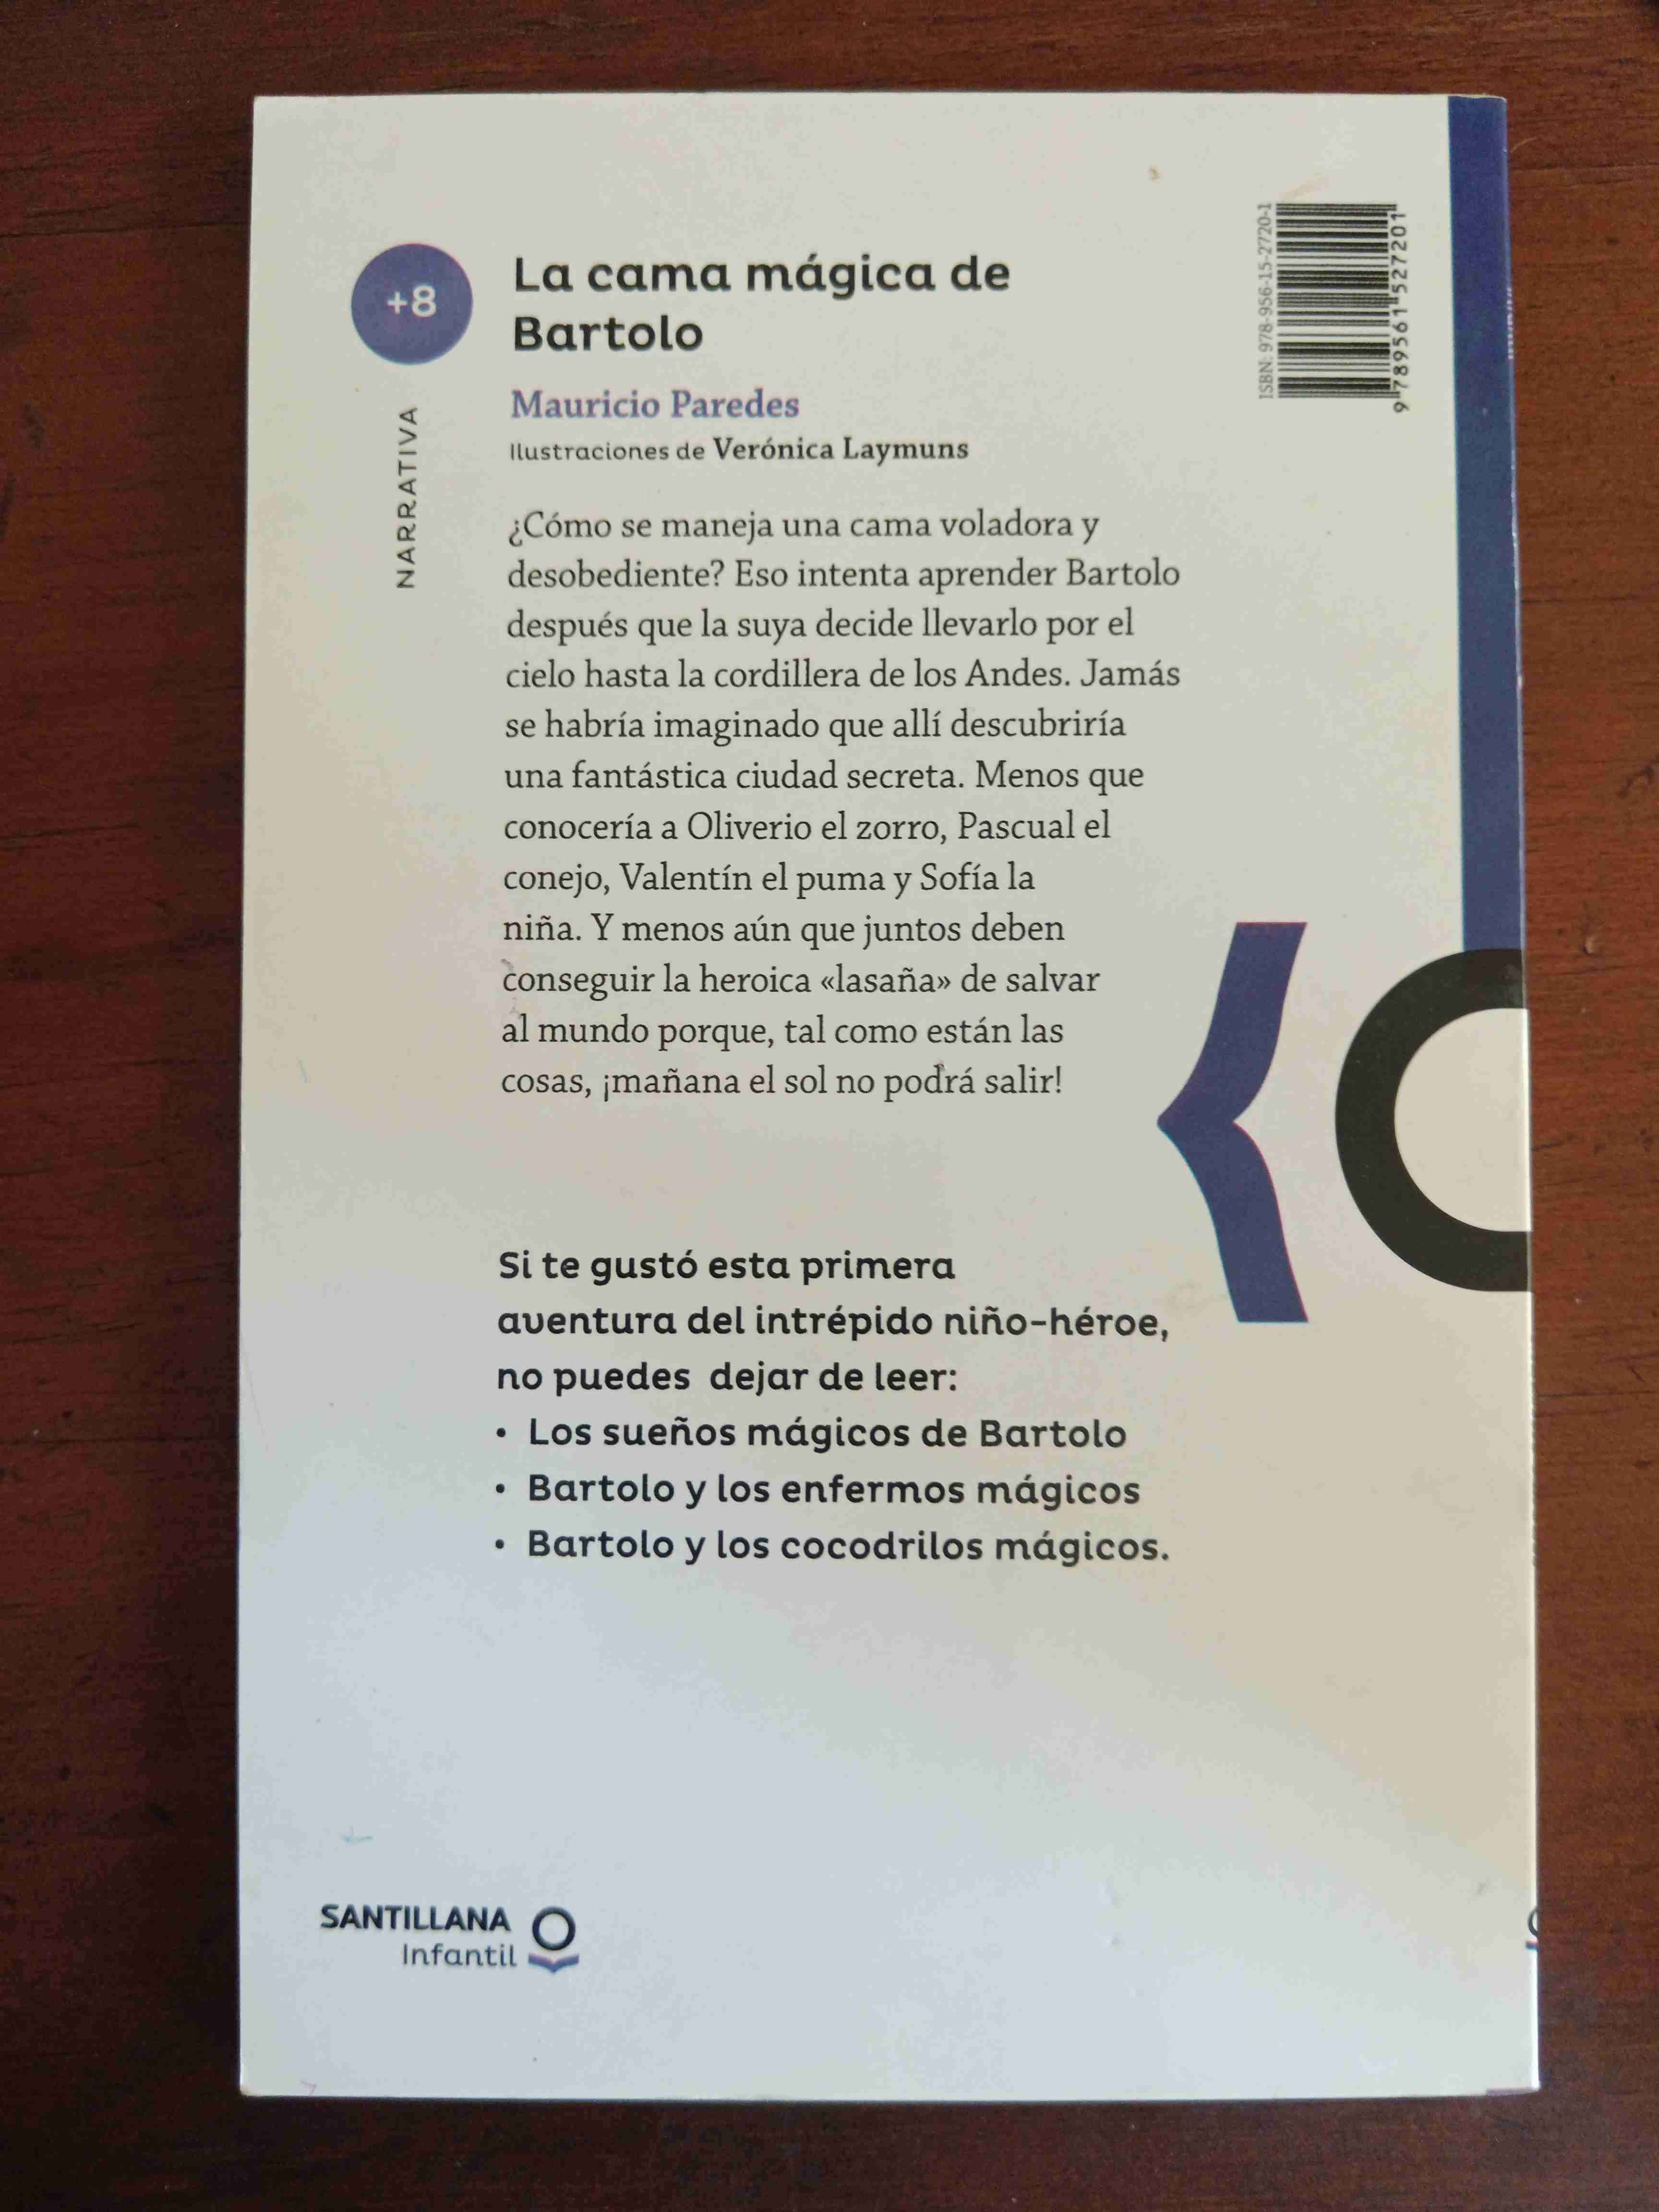 +8
NARRATIVA
La cama mágica de
Bartolo
Mauricio Paredes
Ilustraciones de Verónica Laymuns
ISBN: 978-956-15-2720-1
9 789561 527201
¿Cómo se maneja una cama voladora y
desobediente? Eso intenta aprender Bartolo
después que la suya decide llevarlo por el
cielo hasta la cordillera de los Andes. Jamás
se habría imaginado que allí descubriría
una fantástica ciudad secreta. Menos que
conocería a Oliverio el zorro, Pascual el
conejo, Valentín el puma y Sofía la
niña. Y menos aún que juntos deben
conseguir la heroica «lasaña» de salvar
al mundo porque, tal como están las
cosas, ¡mañana el sol no podrá salir!
Si te gustó esta primera
aventura del intrépido niño-héroe,
no puedes dejar de leer:
• Los sueños mágicos de Bartolo
• Bartolo y los enfermos mágicos
• Bartolo y los cocodrilos mágicos.
SANTILLANA
Infantil